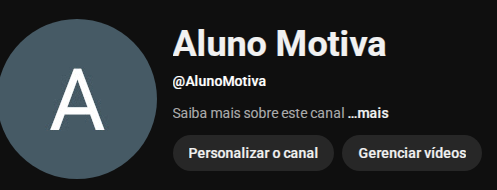 A
Aluno Motiva
@AlunoMotiva
Saiba mais sobre este canal ...mais
Personalizar o canal
Gerenciar vídeos